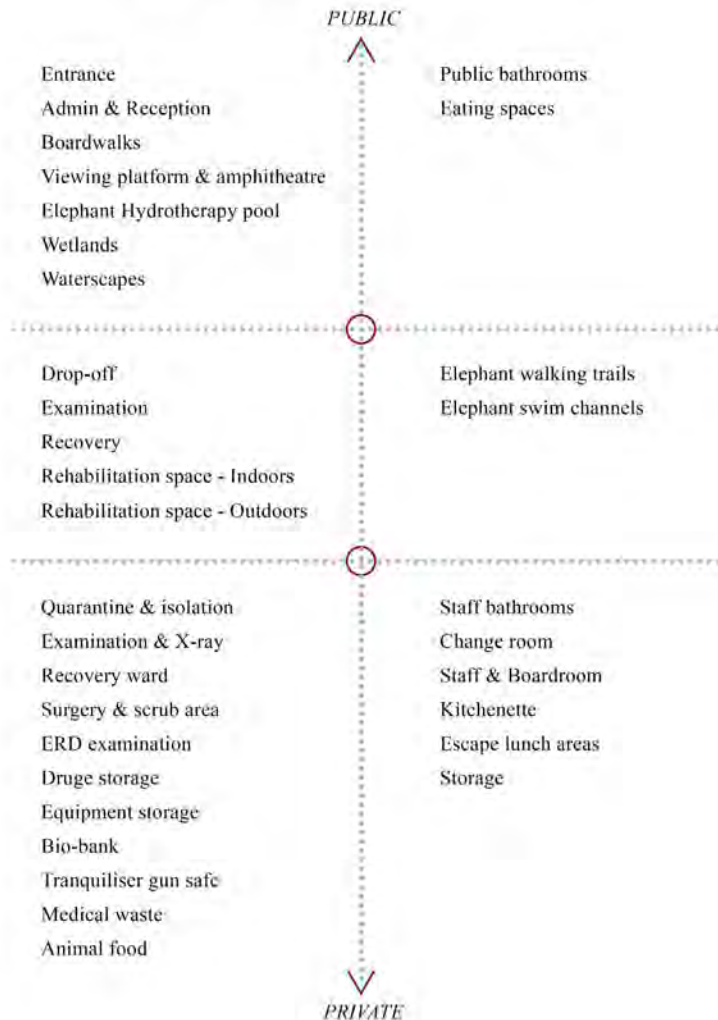 PUBLIC
Entrance
Admin & Reception
Boardwalks
Viewing platform & amphitheatre
Elephant Hydrotherapy pool
Wetlands
Waterscapes
Public bathrooms
Eating spaces
Drop-off
Examination
Recovery
Rehabilitation space - Indoors
Rehabilitation space - Outdoors
Elephant walking trails
Elephant swim channels
Quarantine & isolation
Examination & X-ray
Recovery ward
Surgery & scrub area
ERD examination
Druge storage
Equipment storage
Bio-bank
Tranquiliser gun safe
Medical waste
Animal food
Staff bathrooms
Change room
Staff & Boardroom
Kitchenette
Escape lunch areas
Storage
PRIVATE